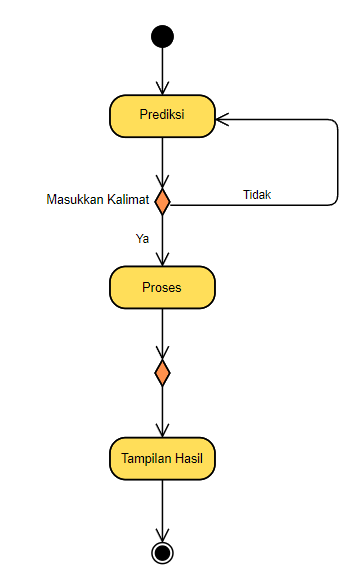 Prediksi
Masukkan Kalimat
Tidak
Ya
Proses
Tampilan Hasil